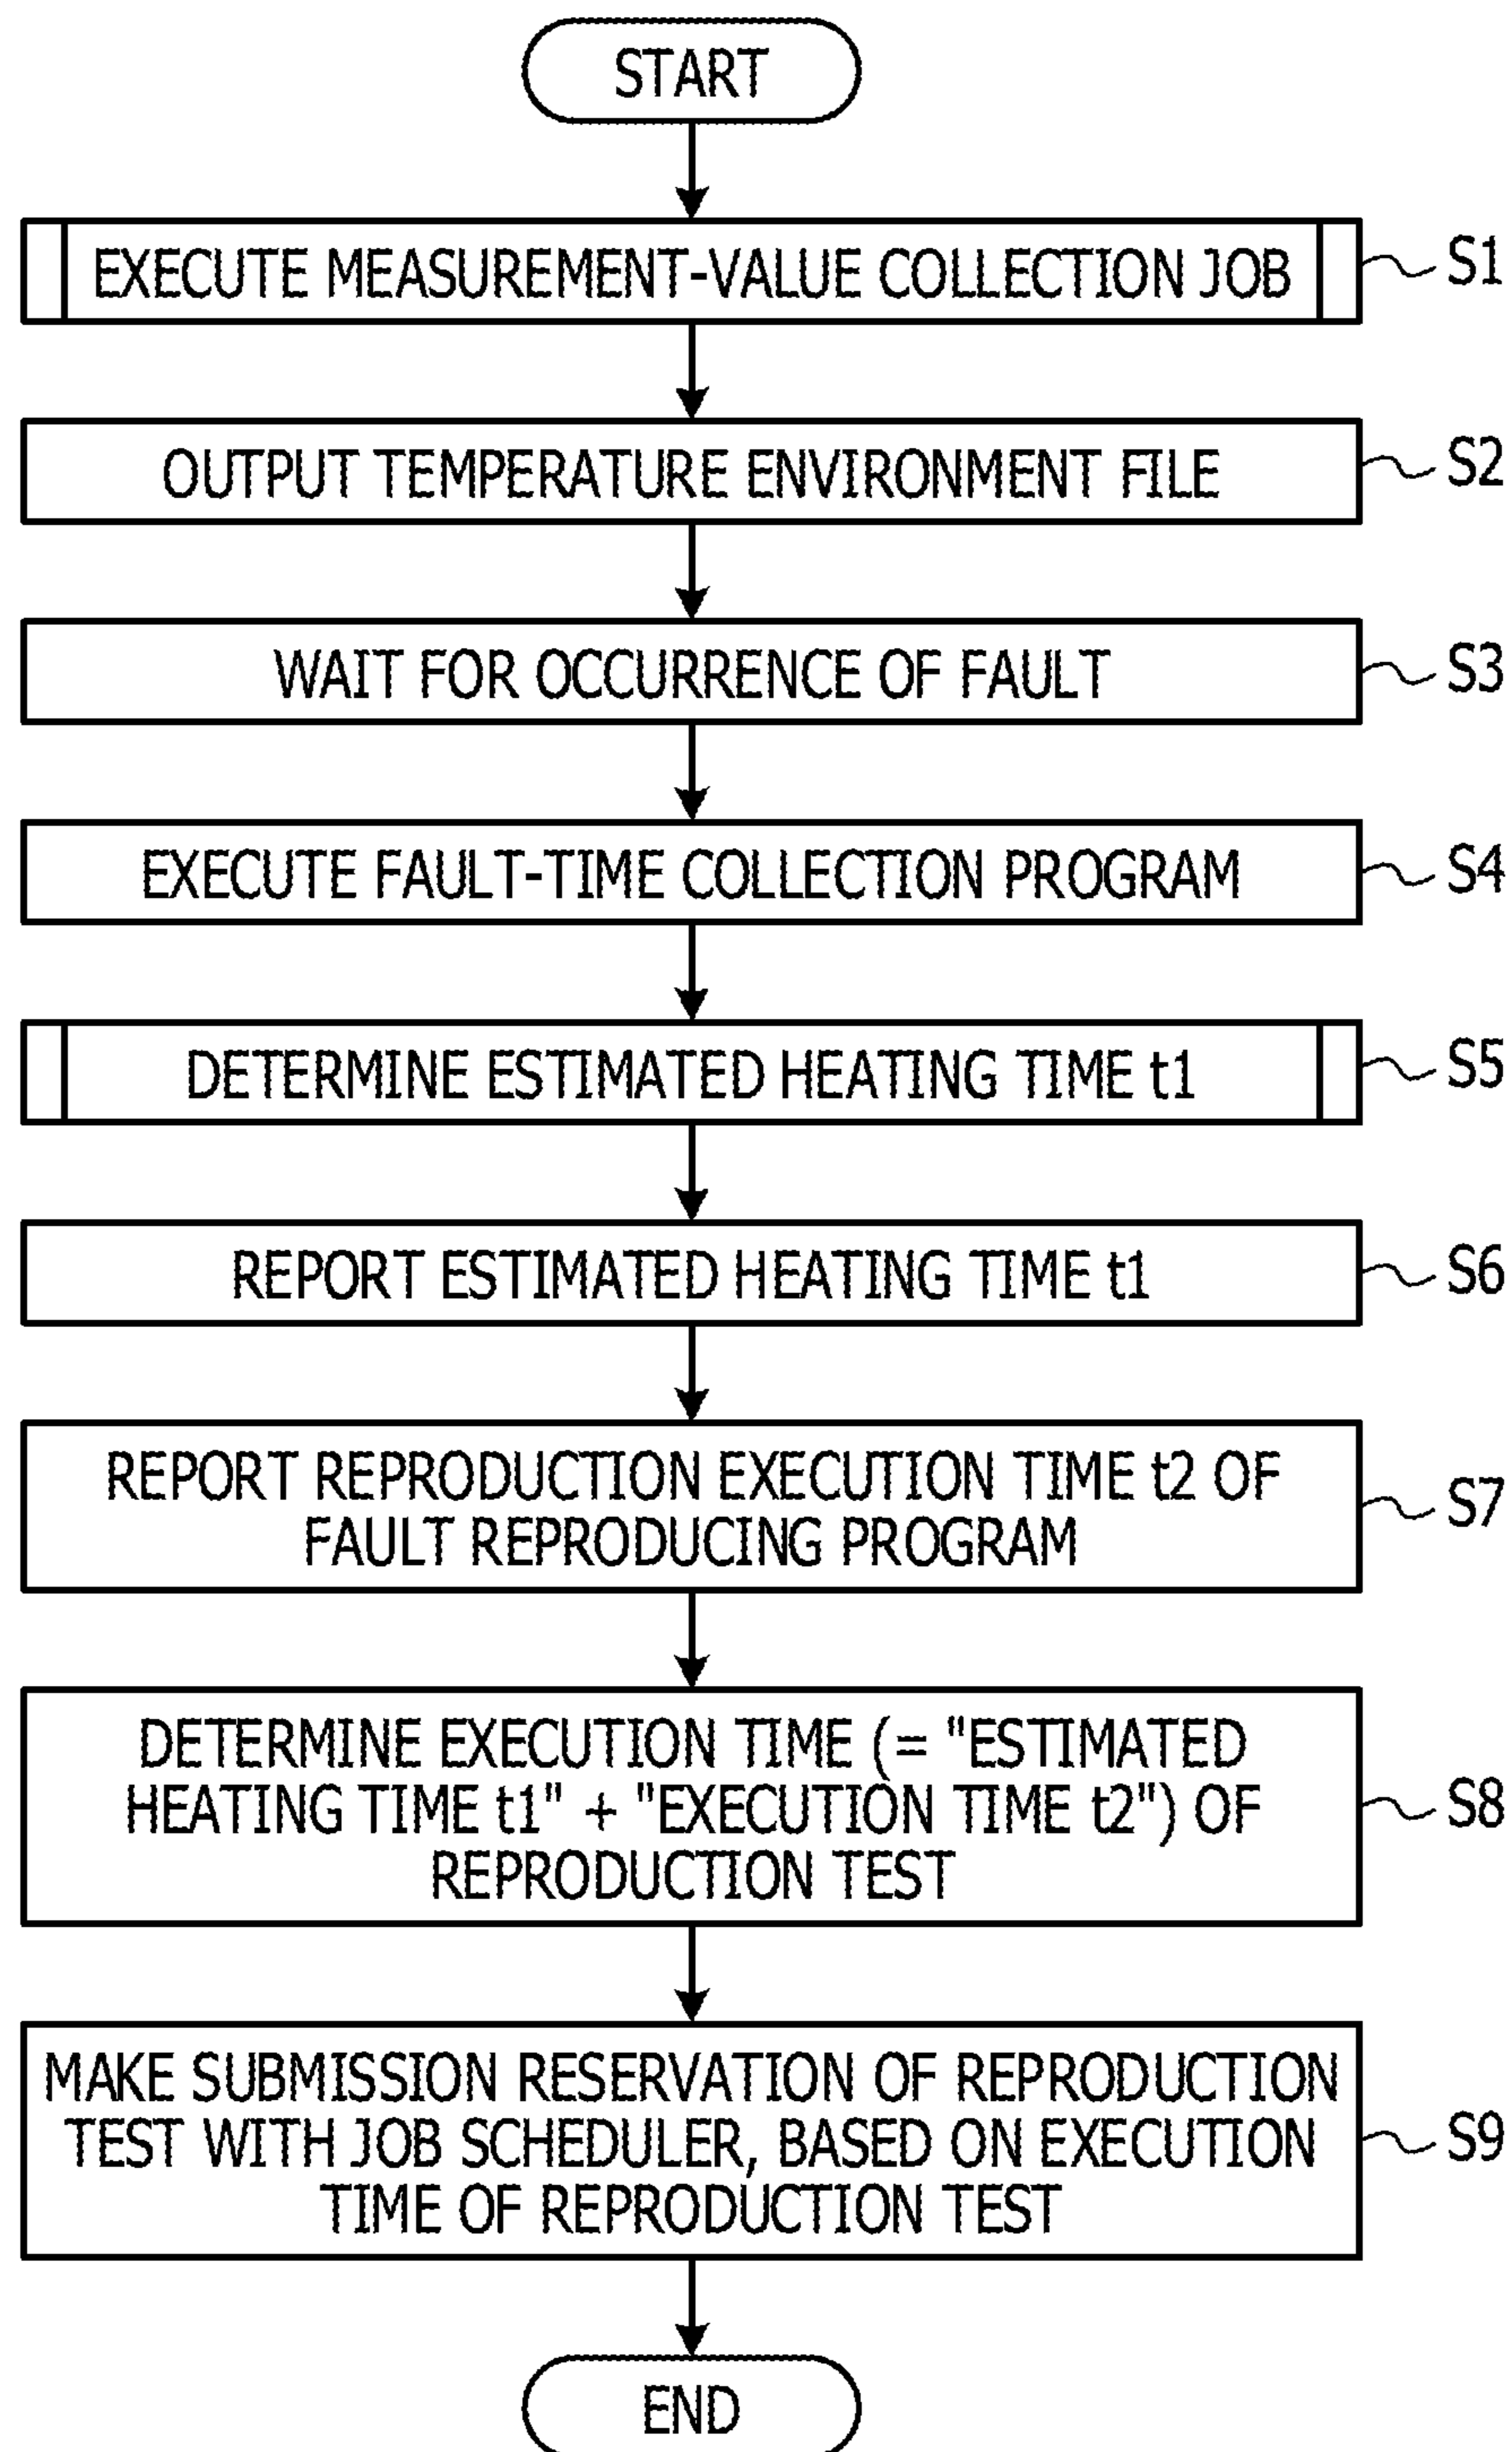 START
EXECUTE MEASUREMENT-VALUE COLLECTION JOB
S1
OUTPUT TEMPERATURE ENVIRONMENT FILE
S2
WAIT FOR OCCURRENCE OF FAULT
S3
EXECUTE FAULT-TIME COLLECTION PROGRAM
S4
DETERMINE ESTIMATED HEATING TIME t1
S5
REPORT ESTIMATED HEATING TIME t1
S6
REPORT REPRODUCTION EXECUTION TIME t2 OF
FAULT REPRODUCING PROGRAM
S7
DETERMINE EXECUTION TIME (= "ESTIMATED
HEATING TIME t1" + "EXECUTION TIME t2") OF
REPRODUCTION TEST
S8
MAKE SUBMISSION RESERVATION OF REPRODUCTION
TEST WITH JOB SCHEDULER, BASED ON EXECUTION
TIME OF REPRODUCTION TEST
S9
END